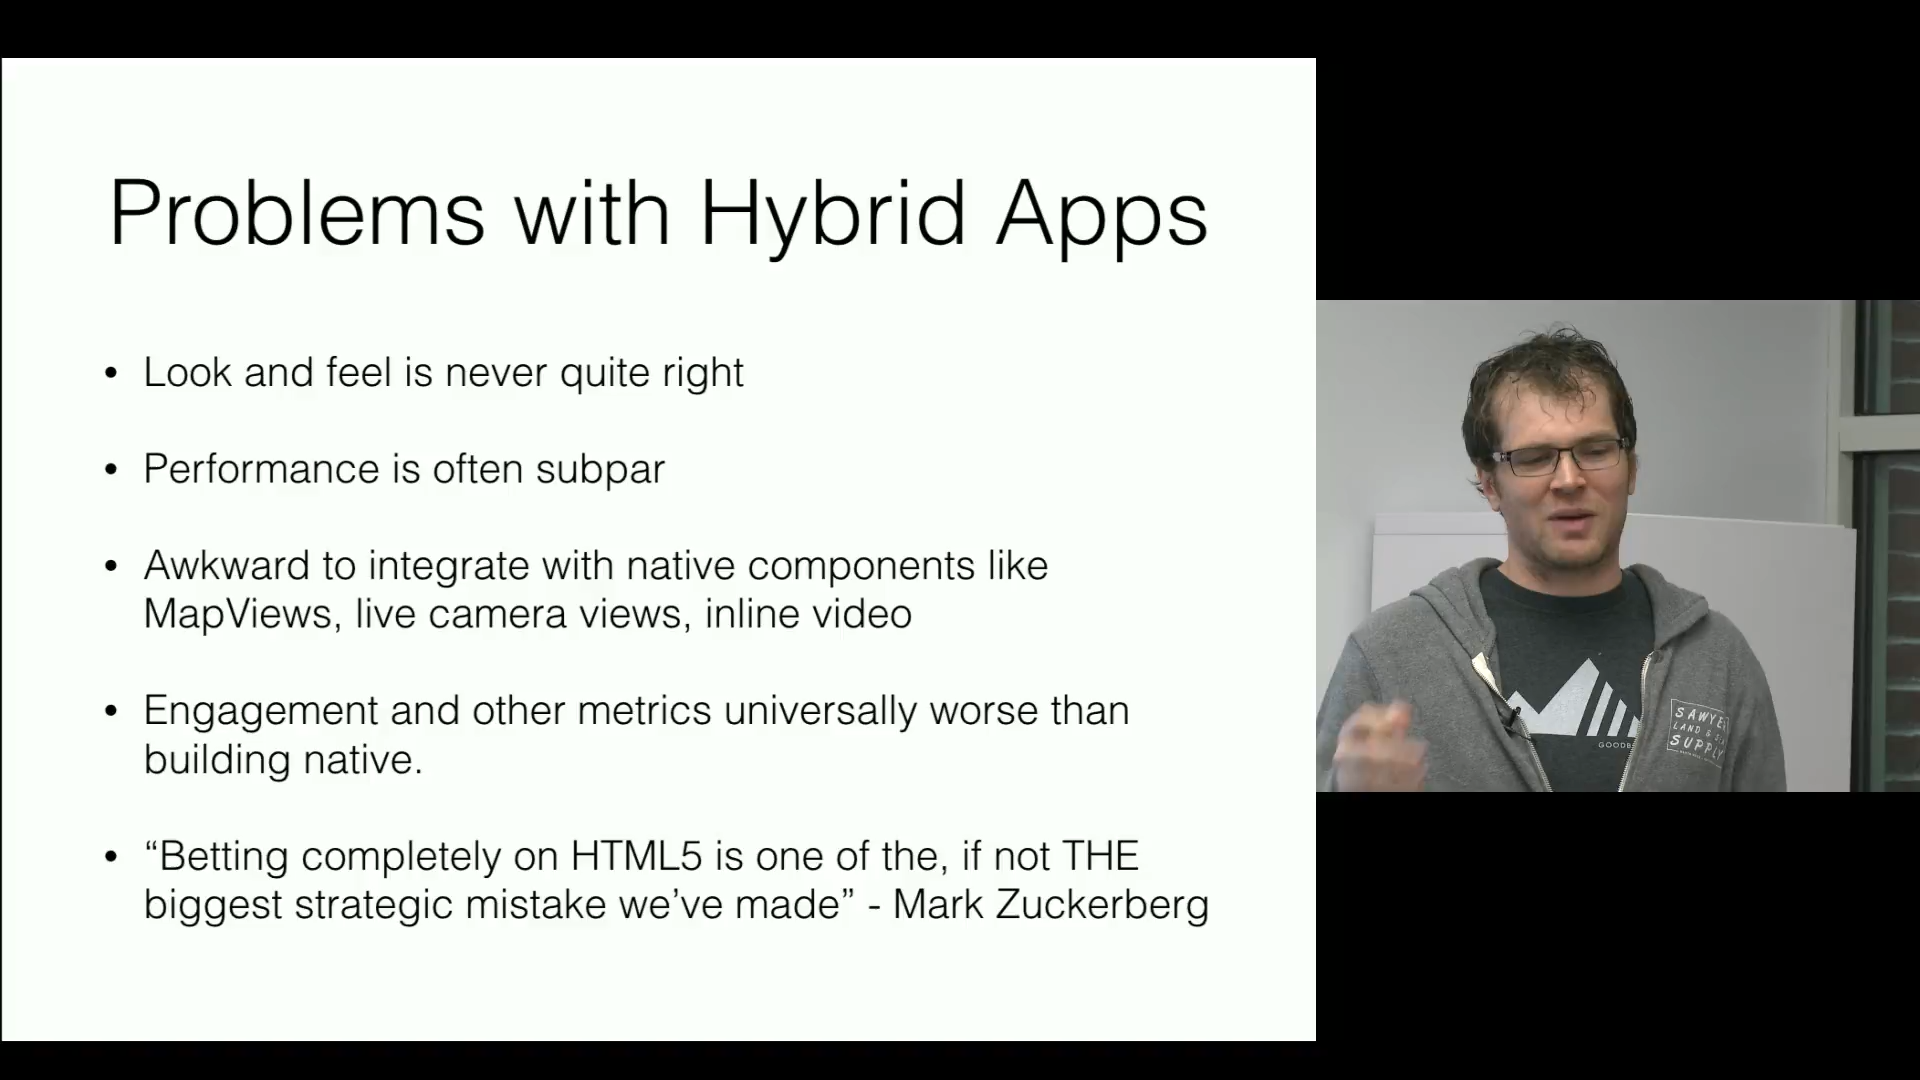 Problems with Hybrid Apps
• Look and feel is never quite right
• Performance is often subpar
• Awkward to integrate with native components like
MapViews, live camera views, inline video
• Engagement and other metrics universally worse than
building native.
• “Betting completely on HTML5 is one of the, if not THE
biggest strategic mistake we’ve made” - Mark Zuckerberg
LAND &
SUPPLY